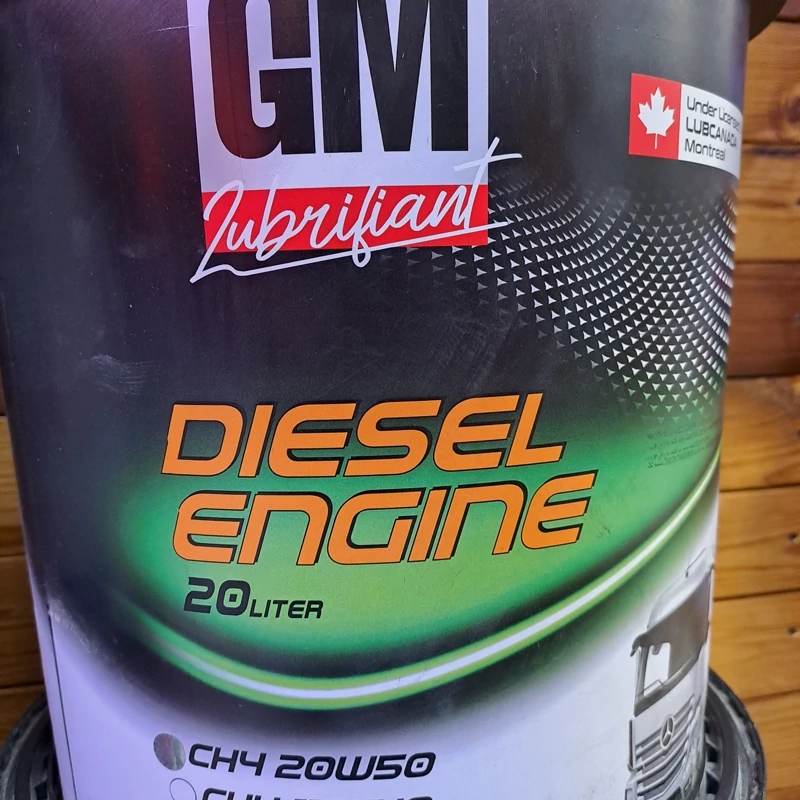 GM
Lubrifiant
Under License
LUBCANADA
Montreal
DIESEL
ENGINE
20LITER
CH4 20W50